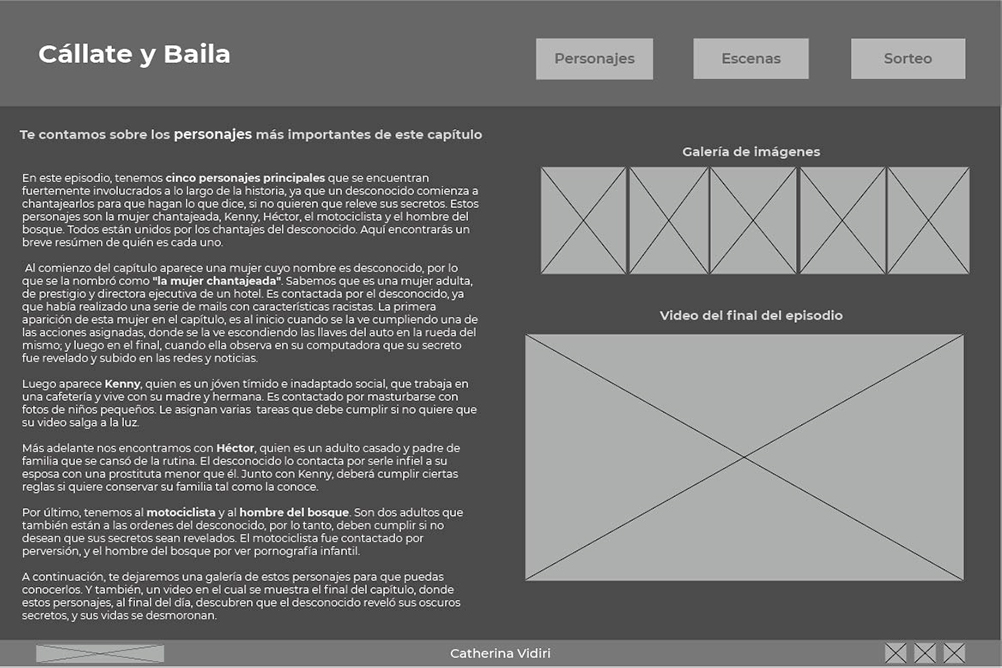 Cállate y Baila
Personajes
Escenas
Sorteo
Te contamos sobre los personajes más importantes de este capítulo
En este episodio, tenemos cinco personajes principales que se encuentran
fuertemente involucrados a lo largo de la historia, ya que un desconocido comienza a
chantajearlos para que hagan lo que dice, si no quieren que releve sus secretos. Estos
personajes son la mujer chantajeada, Kenny, Héctor, el motociclista y el hombre del
bosque. Todos están unidos por los chantajes del desconocido. Aquí encontrarás un
breve resúmen de quién es cada uno.
Al comienzo del capítulo aparece una mujer cuyo nombre es desconocido, por lo
que se la nombró como "la mujer chantajeada". Sabemos que es una mujer adulta,
de prestigio y directora ejecutiva de un hotel. Es contactada por el desconocido, ya
que había realizado una serie de mails con características racistas. La primera
aparición de esta mujer en el capítulo, es al inicio cuando se la ve cumpliendo una de
las acciones asignadas, donde se la ve escondiendo las llaves del auto en la rueda del
mismo; y luego en el final, cuando ella observa en su computadora que su secreto
fue revelado y subido en las redes y noticias.
Luego aparece Kenny, quien es un jóven tímido e inadaptado social, que trabaja en
una cafetería y vive con su madre y hermana. Es contactado por masturbarse con
fotos de niños pequeños. Le asignan varias tareas que debe cumplir si no quiere que
su video salga a la luz.
Más adelante nos encontramos con Héctor, quien es un adulto casado y padre de
familia que se cansó de la rutina. El desconocido lo contacta por serle infiel a su
esposa con una prostituta menor que él. Junto con Kenny, deberá cumplir ciertas
reglas si quiere conservar su familia tal como la conoce.
Por último, tenemos al motociclista y al hombre del bosque. Son dos adultos que
también están a las ordenes del desconocido, por lo tanto, deben cumplir si no
desean que sus secretos sean revelados. El motociclista fue contactado por
perversión, y el hombre del bosque por ver pornografía infantil.
A continuación, te dejaremos una galería de estos personajes para que puedas
conocerlos. Y también, un video en el cual se muestra el final del capítulo, donde
estos personajes, al final del día, descubren que el desconocido reveló sus oscuros
secretos, y sus vidas se desmoronan.
Galería de imágenes
Video del final del episodio
Catherina Vidiri